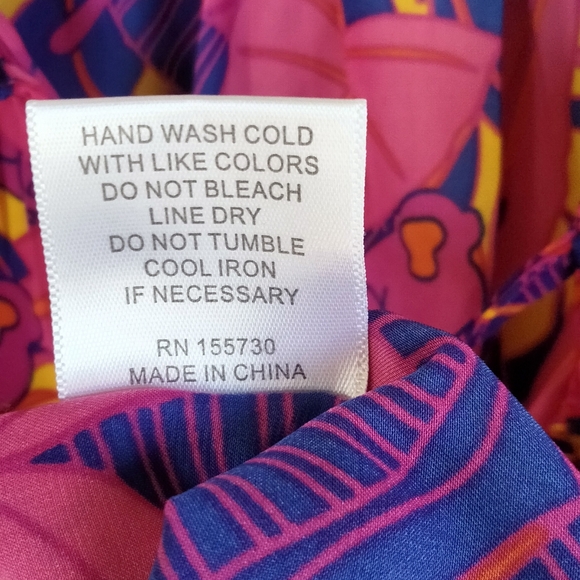 HAND WASH COLD
WITH LIKE COLORS
DO NOT BLEACH
LINE DRY
DO NOT TUMBLE
COOL IRON
IF NECESSARY
RN 155730
MADE IN CHINA